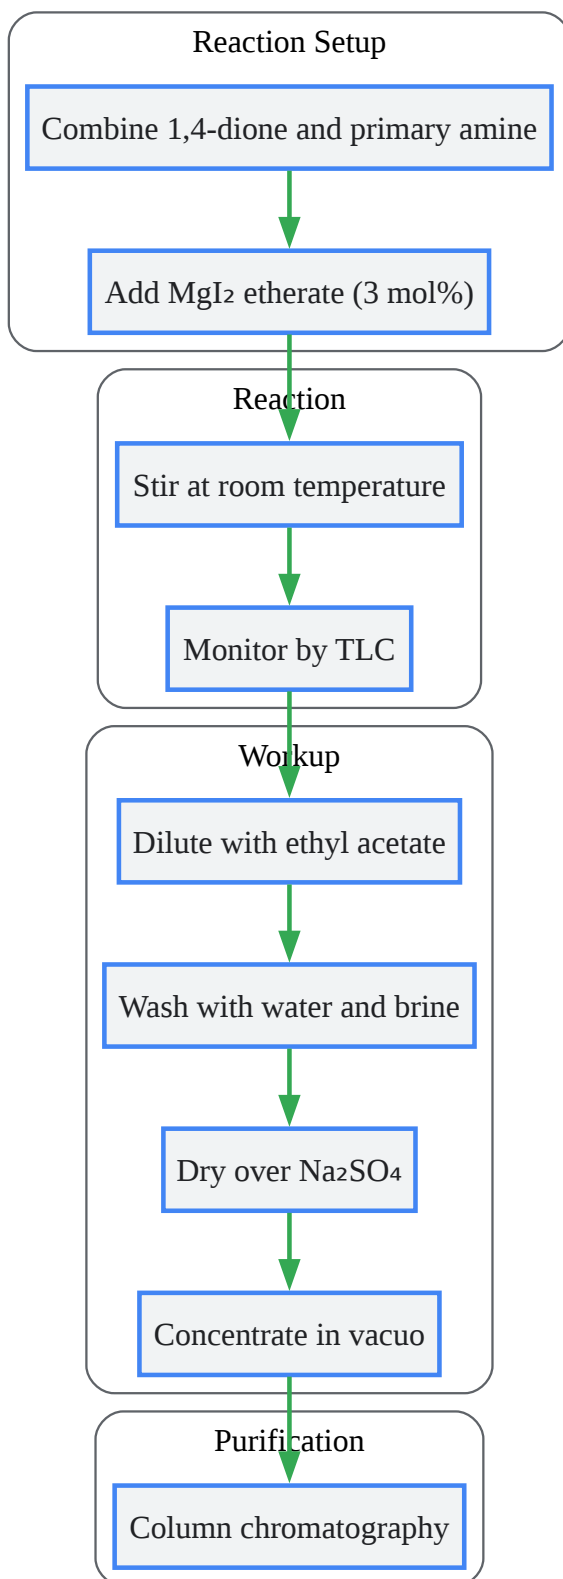 Reaction Setup
Combine 1,4-dione and primary amine
Add MgI₂ etherate (3 mol%)
Reaction
Stir at room temperature
Monitor by TLC
Workup
Dilute with ethyl acetate
Wash with water and brine
Dry over Na₂SO₄
Concentrate in vacuo
Purification
Column chromatography